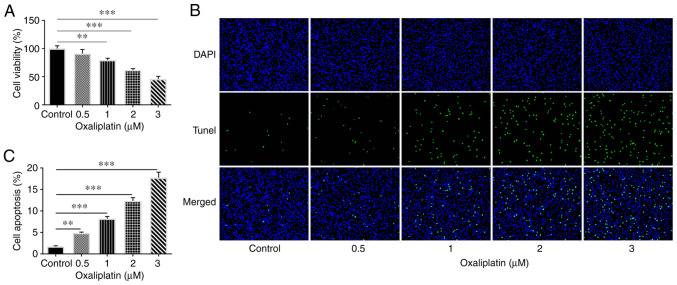 A
Cell viability (%)
150
100
50
0
***
***
**
Control 0.5 1 2 3
Oxaliplatin (μM)
B
DAPI
Tunel
Merged
Control 0.5 1 2 3
Oxaliplatin (μM)
C
Cell apoptosis (%)
20
15
10
5
0
***
***
***
**
Control 0.5 1 2 3
Oxaliplatin (μM)